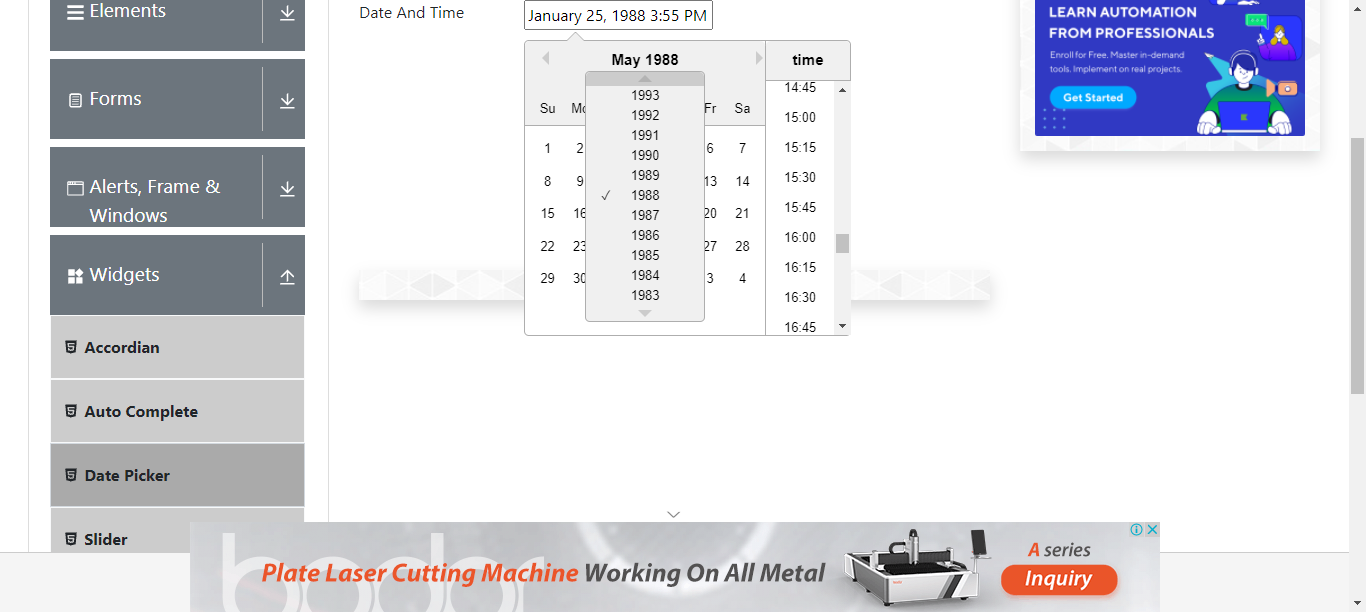 Elements
Forms
Alerts, Frame &
Windows
Widgets
Accordian
Auto Complete
Date Picker
Slider
Date And Time
January 25, 1988 3:55 PM
May 1988
time
Su Mo Fr Sa
1 2 6 7
8 9 13 14
15 16 20 21
22 23 27 28
29 30 3 4
1993
1992
1991
1990
1989
✓ 1988
1987
1986
1985
1984
1983
14:45
15:00
15:15
15:30
15:45
16:00
16:15
16:30
16:45
LEARN AUTOMATION
FROM PROFESSIONALS
Enroll for Free. Master in-demand
tools. Implement on real projects.
Get Started
bodor
Plate Laser Cutting Machine Working On All Metal
A series
Inquiry